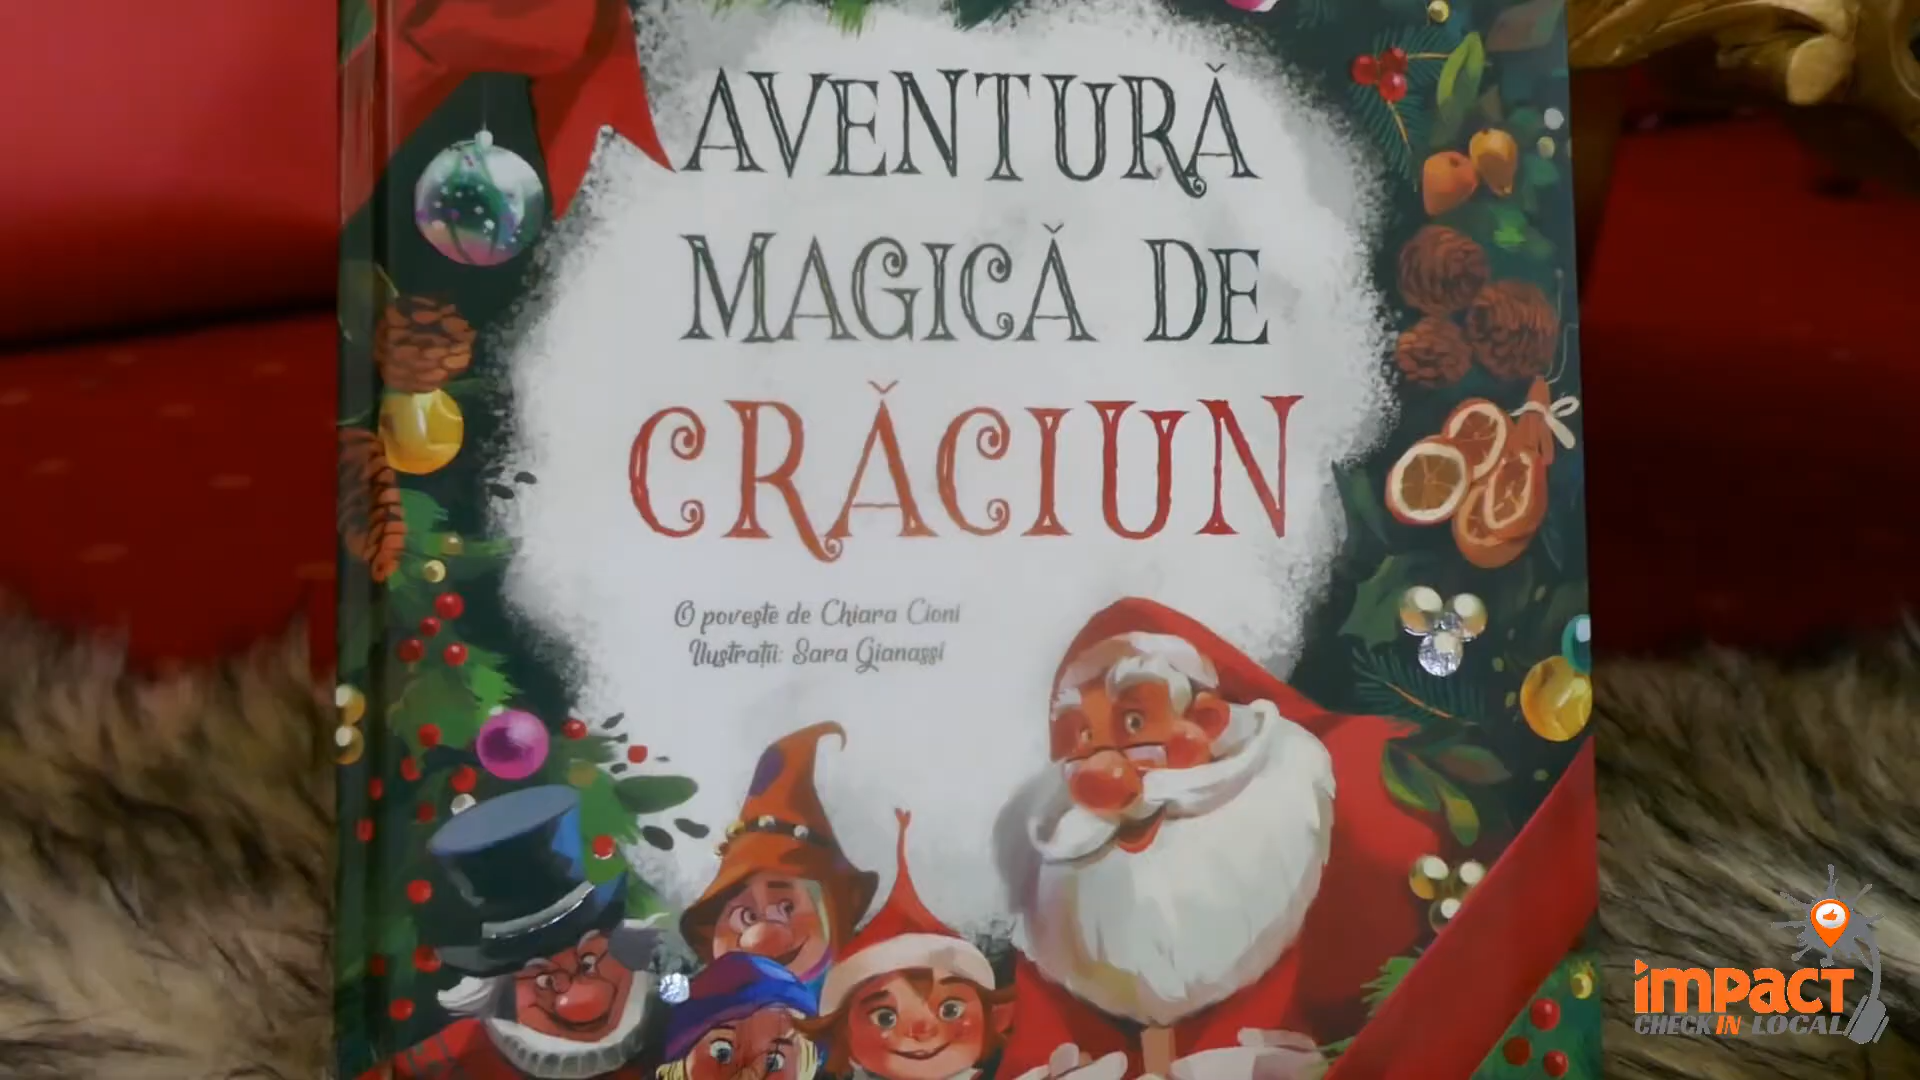 AVENTURĂ
MAGICĂ DE
CRĂCIUN
O poveste de Chiara Cioni
Ilustrații: Sara Gianassi
impact
CHECK IN LOCAL